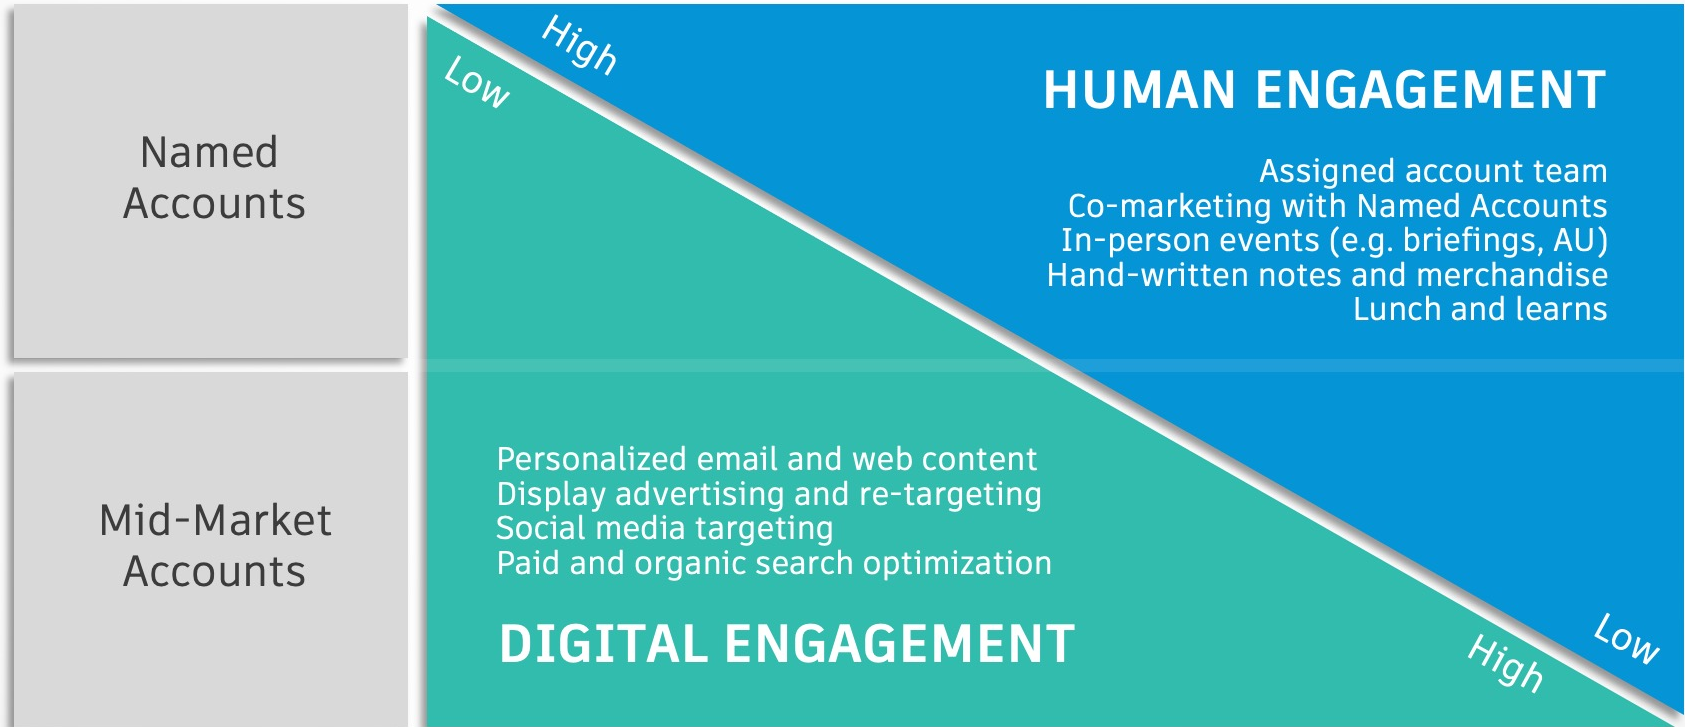 Named
Accounts
High
Low
HUMAN ENGAGEMENT
Assigned account team
Co-marketing with Named Accounts
In-person events (e.g. briefings, AU)
Hand-written notes and merchandise
Lunch and learns
Mid-Market
Accounts
Personalized email and web content
Display advertising and re-targeting
Social media targeting
Paid and organic search optimization
DIGITAL ENGAGEMENT
Low
High